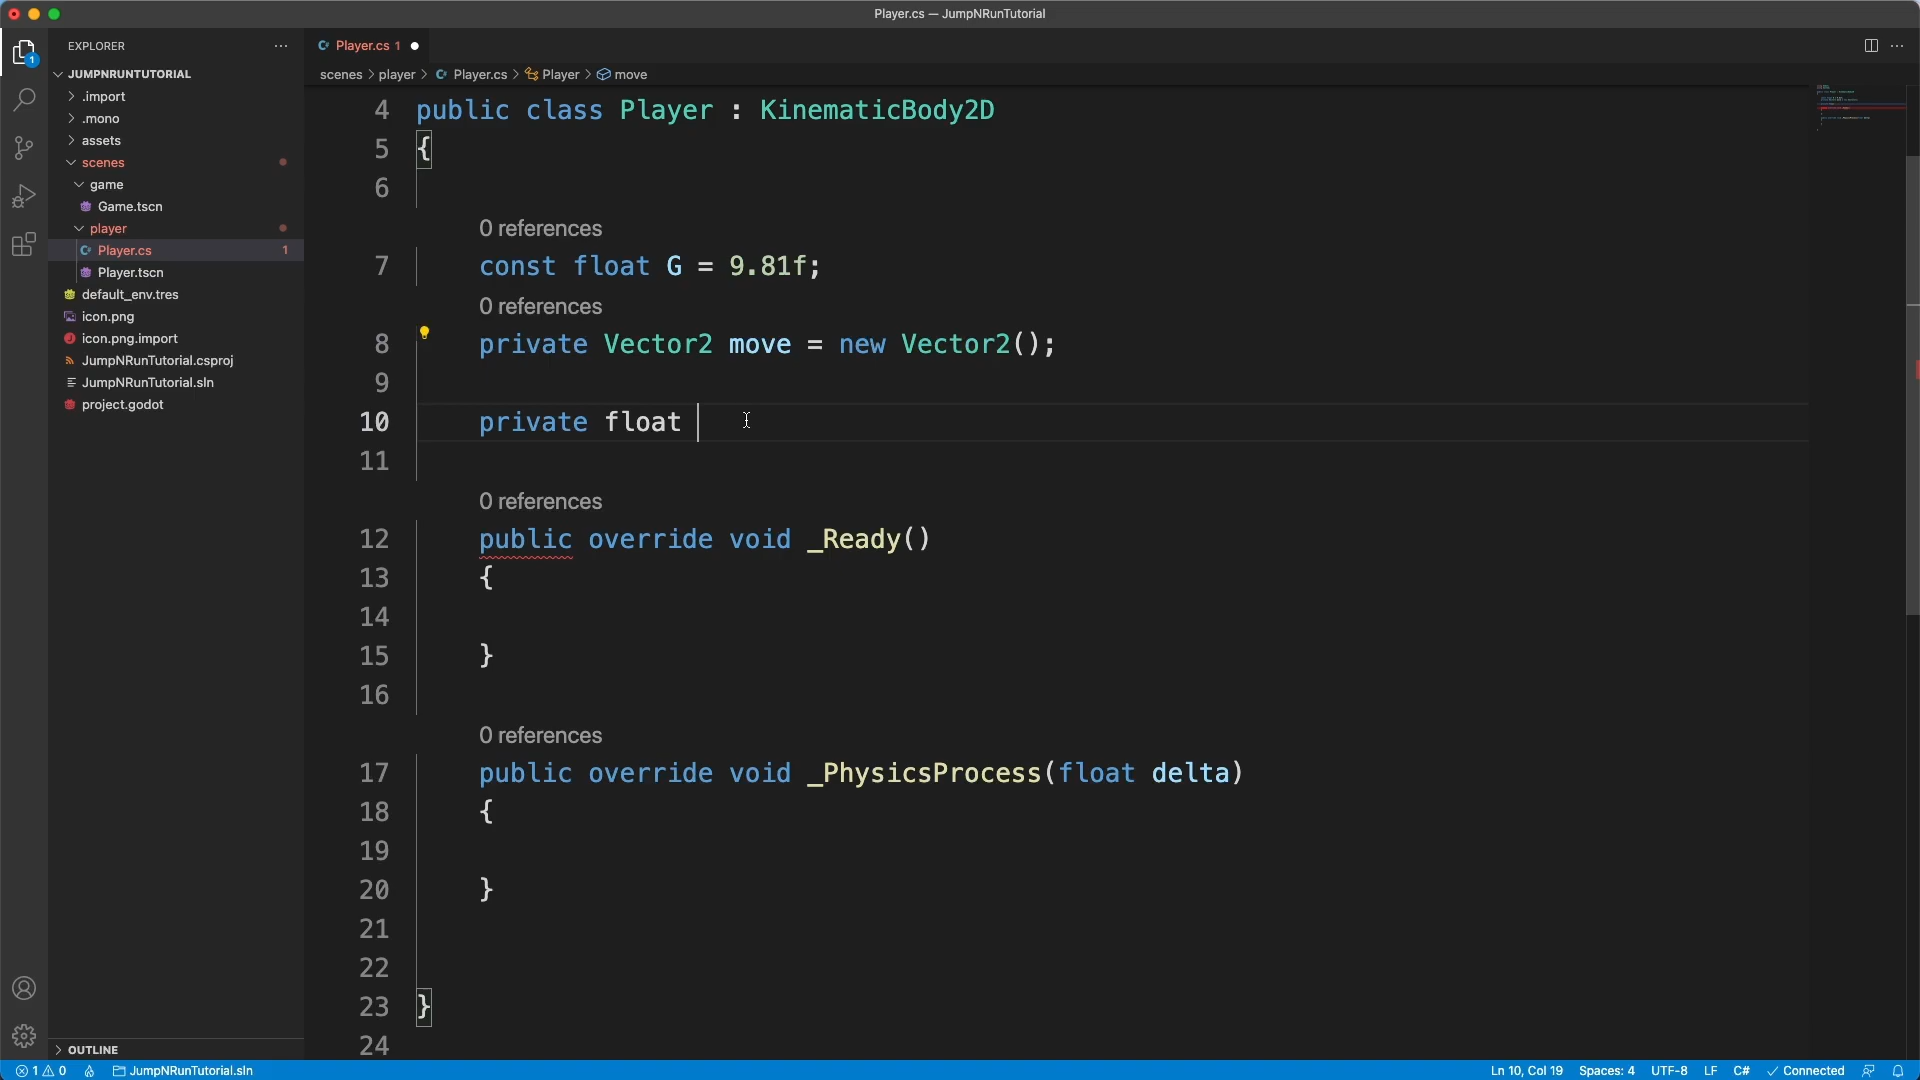 Player.cs — JumpNRunTutorial
EXPLORER
Player.cs 1
1
JUMPNRUNTUTORIAL
scenes > player > Player.cs > Player > move
.import
.mono
assets
scenes
game
Game.tscn
player
Player.cs 1
Player.tscn
default_env.tres
icon.png
icon.png.import
JumpNRunTutorial.csproj
JumpNRunTutorial.sln
project.godot
OUTLINE
4 public class Player : KinematicBody2D
5 {
6
0 references
7 const float G = 9.81f;
0 references
8 private Vector2 move = new Vector2();
9
10 private float
11
0 references
12 public override void _Ready()
13 {
14
15 }
16
0 references
17 public override void _PhysicsProcess(float delta)
18 {
19
20 }
21
22
23 }
24
1 0 JumpNRunTutorial.sln Ln 10, Col 19 Spaces: 4 UTF-8 LF C# Connected